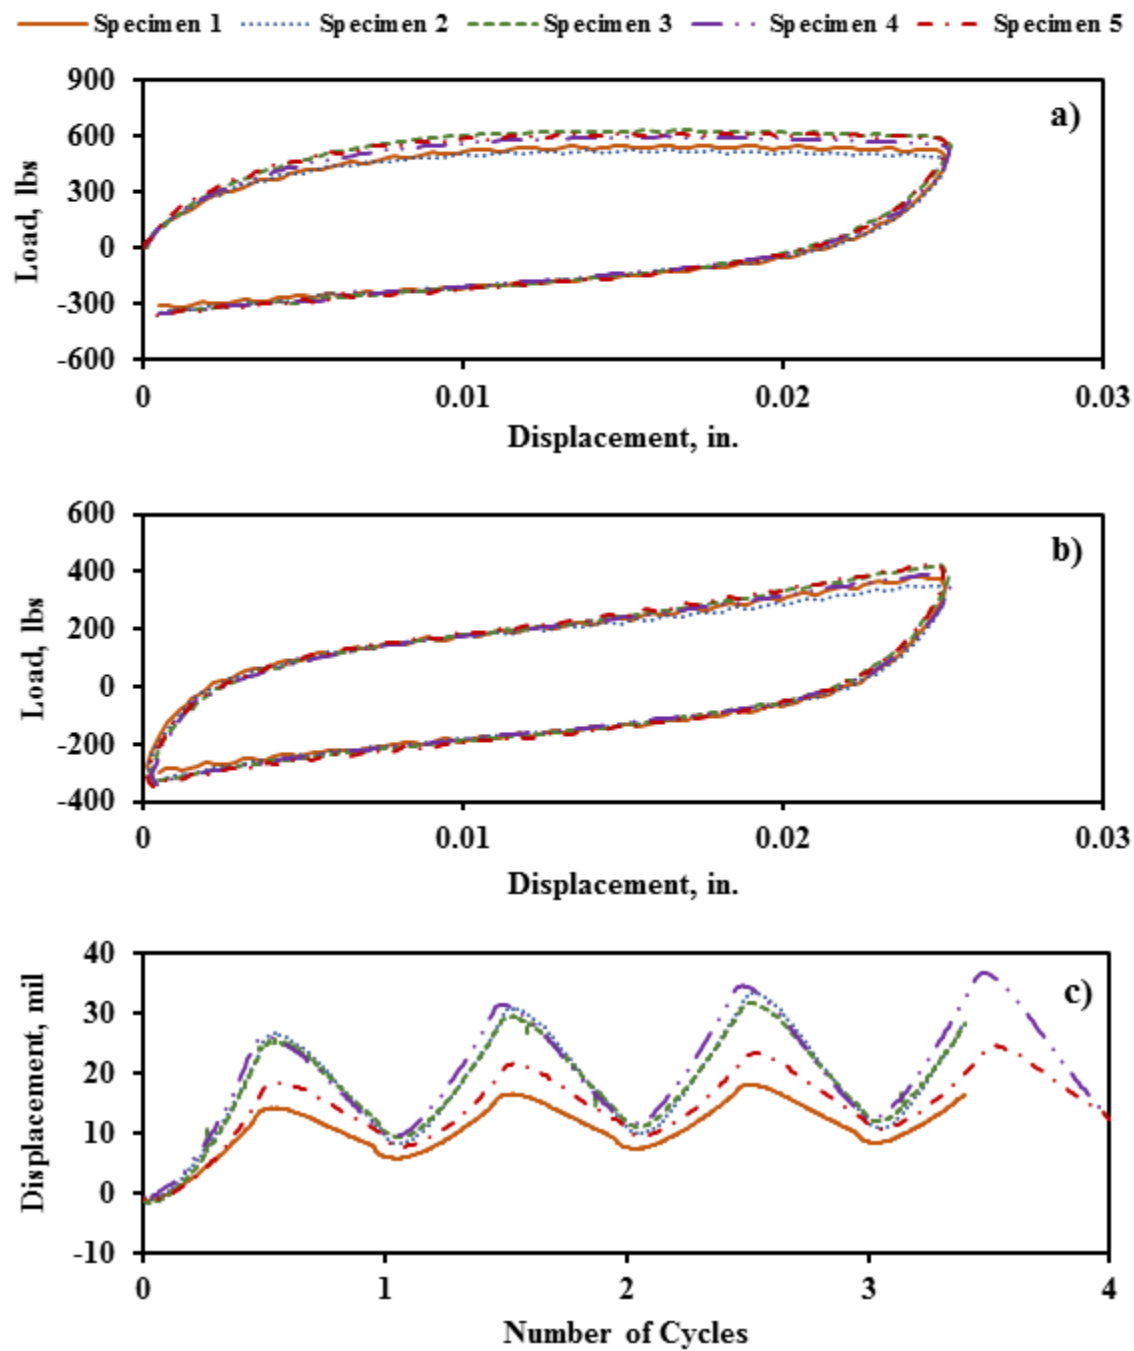 Specimen 1 Specimen 2 Specimen 3 Specimen 4 Specimen 5
900
600
300
0
-300
-600
Load, lbs
a)
0 0.01 0.02 0.03
Displacement, in.
600
400
200
0
-200
-400
Load, lbs
b)
0 0.01 0.02 0.03
Displacement, in.
40
30
20
10
0
-10
Displacement, mil
c)
0 1 2 3 4
Number of Cycles